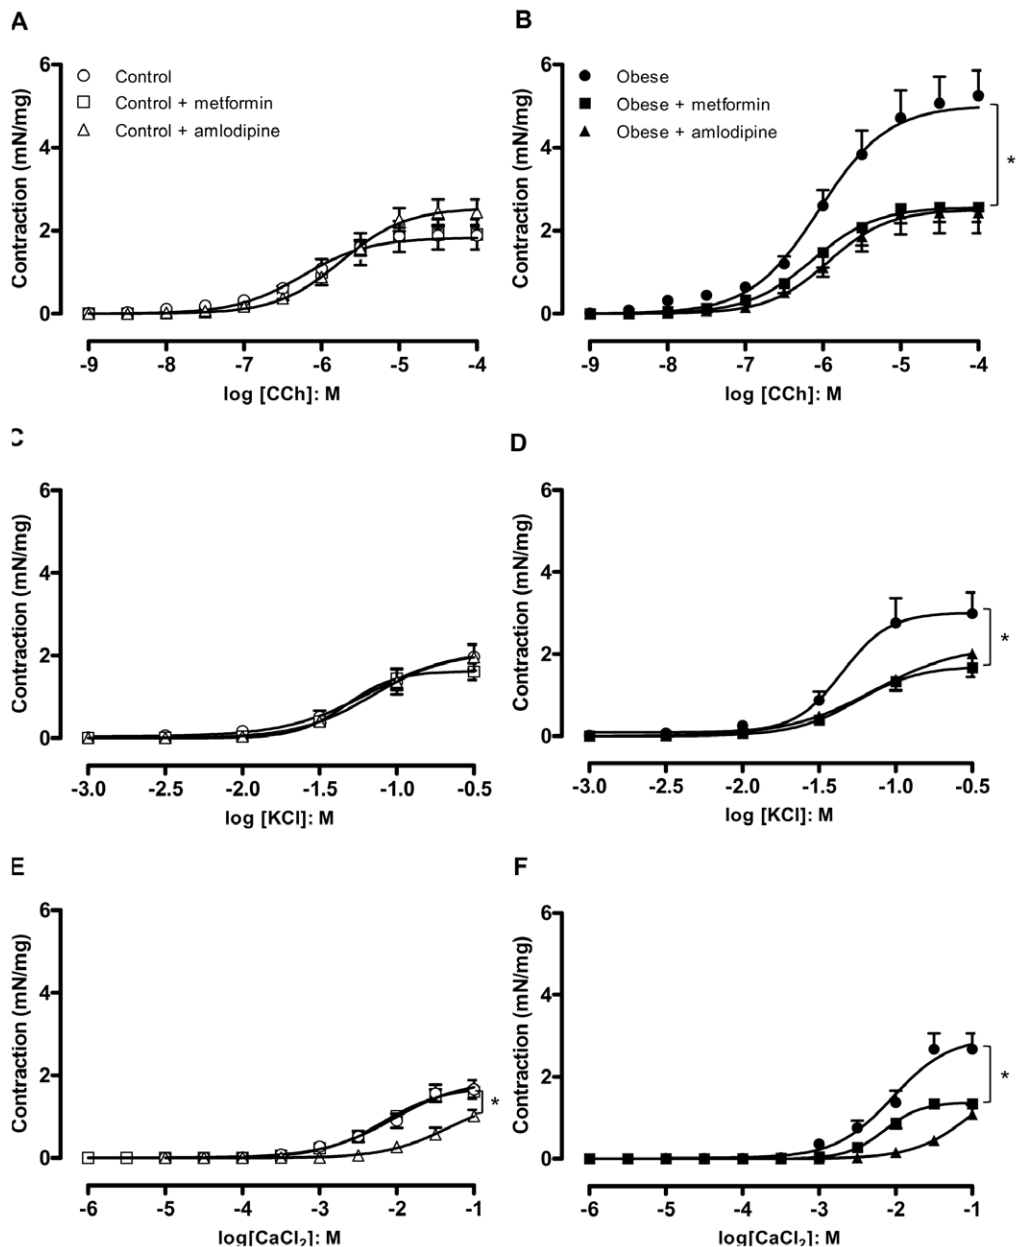 A
6
4
2
0
Contraction (mN/mg)
Control
Control + metformin
Control + amlodipine
-9 -8 -7 -6 -5 -4
log [CCh]: M
B
6
4
2
0
Contraction (mN/mg)
Obese
Obese + metformin
Obese + amlodipine
*
-9 -8 -7 -6 -5 -4
log [CCh]: M
C
6
4
2
0
Contraction (mN/mg)
-3.0 -2.5 -2.0 -1.5 -1.0 -0.5
log [KCl]: M
D
6
4
2
0
Contraction (mN/mg)
*
-3.0 -2.5 -2.0 -1.5 -1.0 -0.5
log [KCl]: M
E
6
4
2
0
Contraction (mN/mg)
*
-6 -5 -4 -3 -2 -1
log[CaCl₂]: M
F
6
4
2
0
Contraction (mN/mg)
*
-6 -5 -4 -3 -2 -1
log[CaCl₂]: M